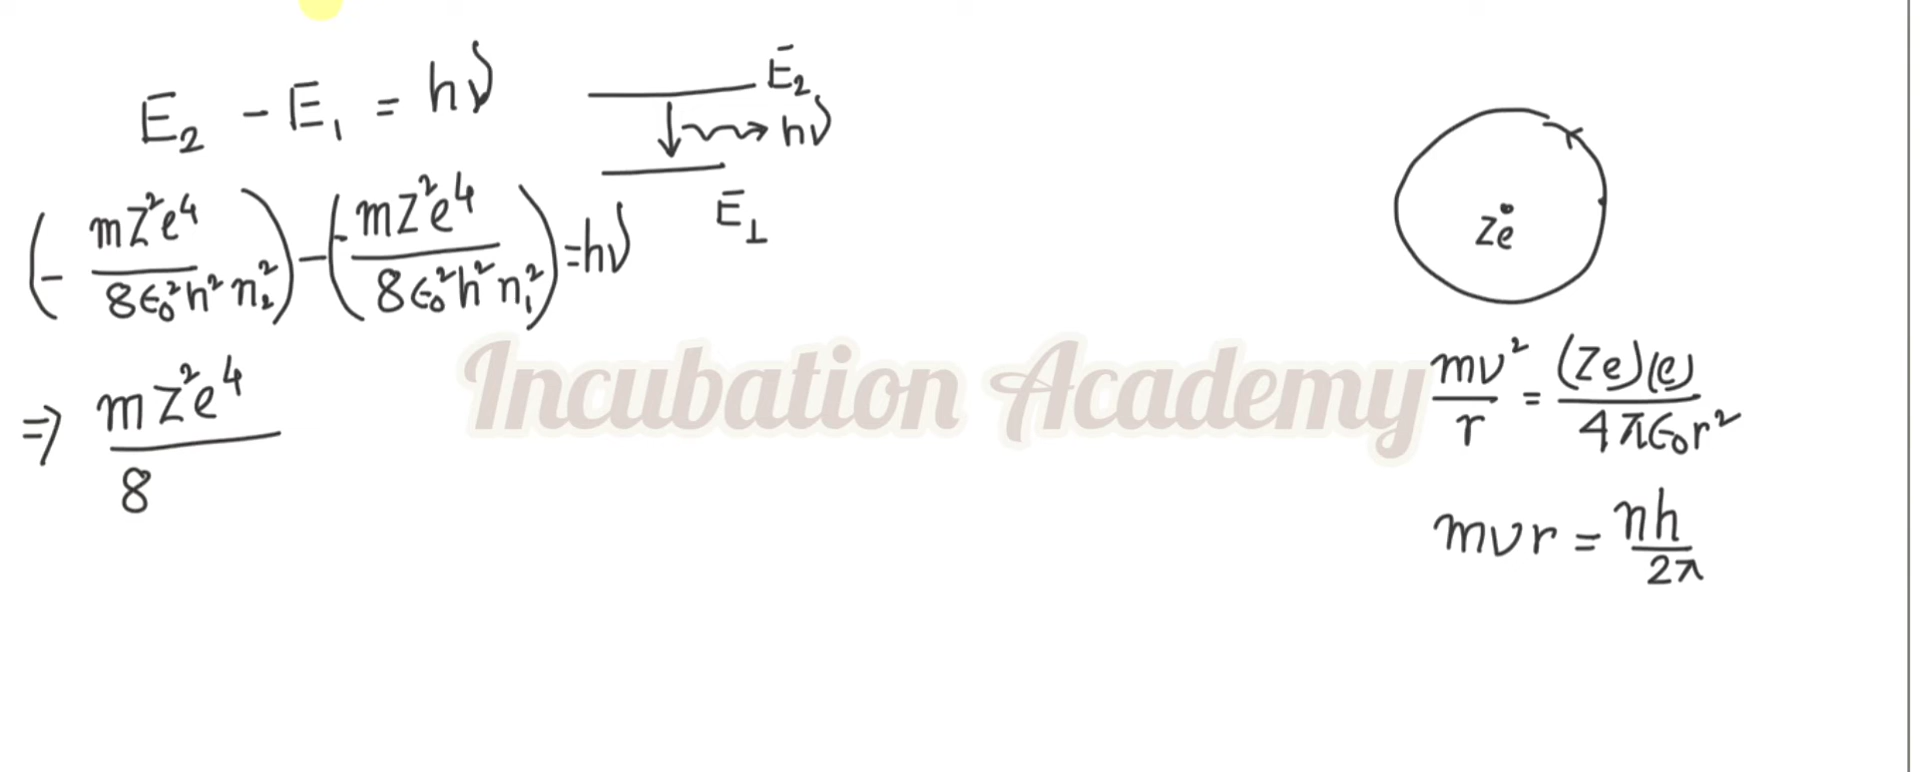 E₂ - E₁ = hν
E₂
hν
E₁
(- mZ²e⁴/8ϵ₀²h²n₂²) - (- mZ²e⁴/8ϵ₀²h²n₁²) = hν
⇒ mZ²e⁴/8
Ze
mv²/r = (Ze)(e)/4πϵ₀r²
mvr = nh/2π
Incubation Academy